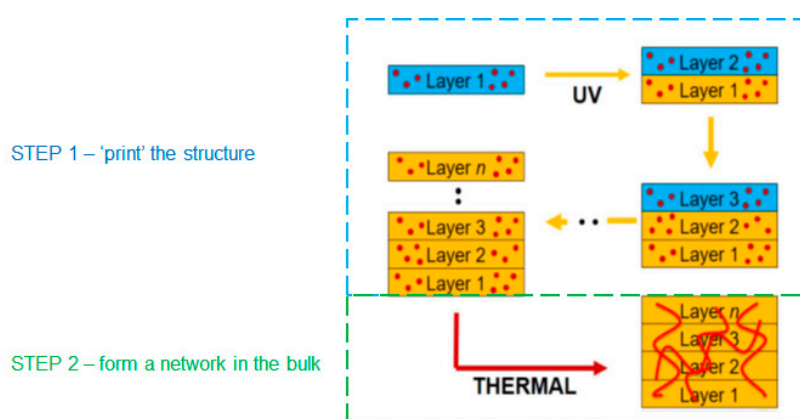 Layer 1
UV
Layer 2
Layer 1
STEP 1 – ‘print’ the structure
Layer n
Layer 3
Layer 2
Layer 1
Layer 3
Layer 2
Layer 1
STEP 2 – form a network in the bulk
THERMAL
Layer n
Layer 3
Layer 2
Layer 1